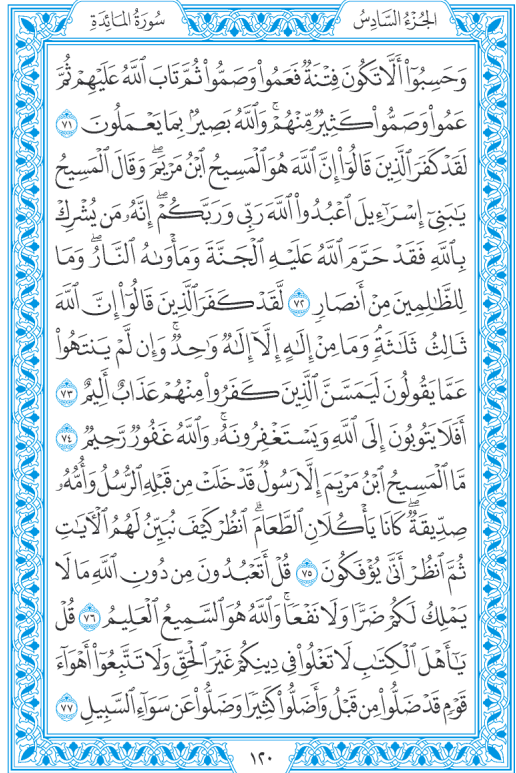 الجُزْءُ السَّادِسُ
سُورَةُ المَائِدَةِ
وَحَسِبُوٓا۟ أَلَّا تَكُونَ فِتْنَةٌ فَعَمُوا۟ وَصَمُّوا۟ ثُمَّ تَابَ ٱللَّهُ عَلَيْهِمْ ثُمَّ
عَمُوا۟ وَصَمُّوا۟ كَثِيرٌ مِّنْهُمْ ۚ وَٱللَّهُ بَصِيرٌۢ بِمَا يَعْمَلُونَ ٧١
لَقَدْ كَفَرَ ٱلَّذِينَ قَالُوٓا۟ إِنَّ ٱللَّهَ هُوَ ٱلْمَسِيحُ ٱبْنُ مَرْيَمَ ۖ وَقَالَ ٱلْمَسِيحُ
يَـٰبَنِىٓ إِسْرَٰٓءِيلَ ٱعْبُدُوا۟ ٱللَّهَ رَبِّى وَرَبَّكُمْ ۖ إِنَّهُۥ مَن يُشْرِكْ
بِٱللَّهِ فَقَدْ حَرَّمَ ٱللَّهُ عَلَيْهِ ٱلْجَنَّةَ وَمَأْوَىٰهُ ٱلنَّارُ ۖ وَمَا
لِلظَّـٰلِمِينَ مِنْ أَنصَارٍ ٧٢ لَّقَدْ كَفَرَ ٱلَّذِينَ قَالُوٓا۟ إِنَّ ٱللَّهَ
ثَالِثُ ثَلَـٰثَةٍ ۘ وَمَا مِنْ إِلَـٰهٍ إِلَّآ إِلَـٰهٌ وَٰحِدٌ ۚ وَإِن لَّمْ يَنتَهُوا۟
عَمَّا يَقُولُونَ لَيَمَسَّنَّ ٱلَّذِينَ كَفَرُوا۟ مِنْهُمْ عَذَابٌ أَلِيمٌ ٧٣
أَفَلَا يَتُوبُونَ إِلَى ٱللَّهِ وَيَسْتَغْفِرُونَهُۥ ۚ وَٱللَّهُ غَفُورٌ رَّحِيمٌ ٧٤
مَّا ٱلْمَسِيحُ ٱبْنُ مَرْيَمَ إِلَّا رَسُولٌ قَدْ خَلَتْ مِن قَبْلِهِ ٱلرُّسُلُ وَأُمُّهُۥ
صِدِّيقَةٌ ۖ كَانَا يَأْكُلَانِ ٱلطَّعَامَ ۗ ٱنظُرْ كَيْفَ نُبَيِّنُ لَهُمُ ٱلْـَٔايَـٰتِ
ثُمَّ ٱنظُرْ أَنَّىٰ يُؤْفَكُونَ ٧٥ قُلْ أَتَعْبُدُونَ مِن دُونِ ٱللَّهِ مَا لَا
يَمْلِكُ لَكُمْ ضَرًّا وَلَا نَفْعًا ۚ وَٱللَّهُ هُوَ ٱلسَّمِيعُ ٱلْعَلِيمُ ٧٦ قُلْ
يَـٰٓأَهْلَ ٱلْكِتَـٰبِ لَا تَغْلُوا۟ فِى دِينِكُمْ غَيْرَ ٱلْحَقِّ وَلَا تَتَّبِعُوٓا۟ أَهْوَآءَ
قَوْمٍ قَدْ ضَلُّوا۟ مِن قَبْلُ وَأَضَلُّوا۟ كَثِيرًا وَضَلُّوا۟ عَن سَوَآءِ ٱلسَّبِيلِ ٧٧
١٢٠